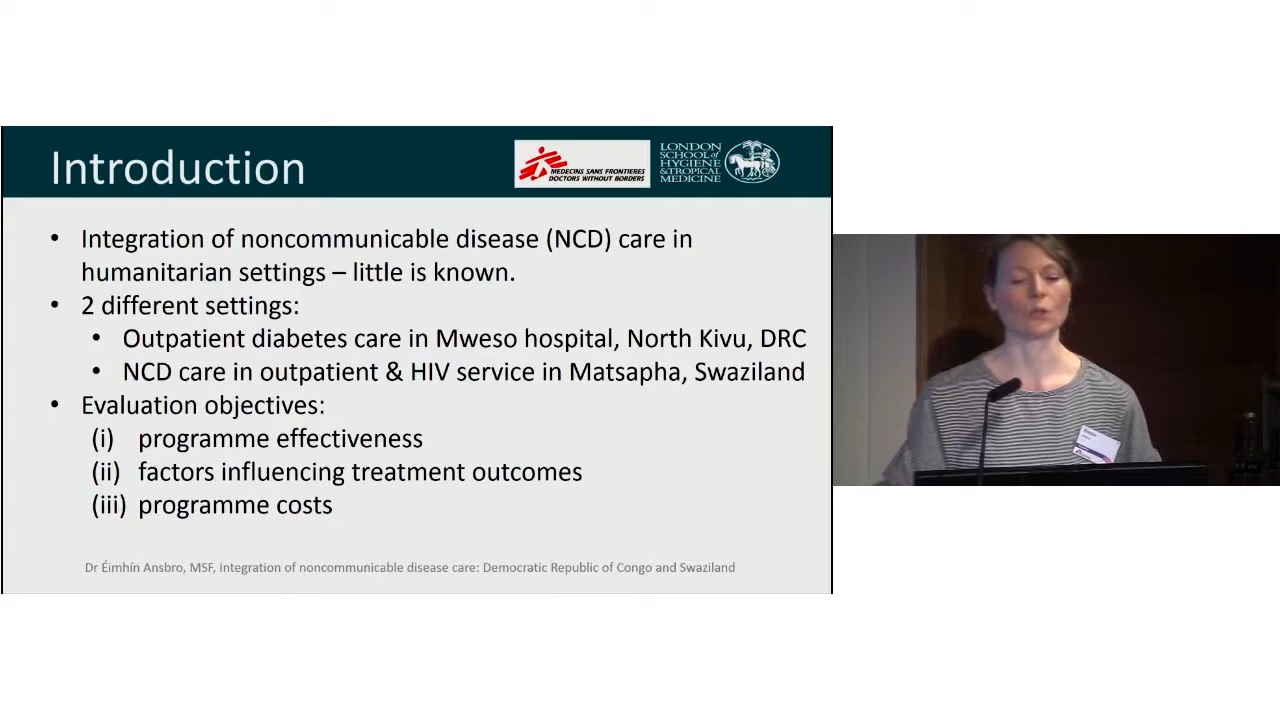 Introduction
MEDECINS SANS FRONTIERES
DOCTORS WITHOUT BORDERS
LONDON
SCHOOL of
HYGIENE
& TROPICAL
MEDICINE
• Integration of noncommunicable disease (NCD) care in
humanitarian settings – little is known.
• 2 different settings:
• Outpatient diabetes care in Mweso hospital, North Kivu, DRC
• NCD care in outpatient & HIV service in Matsapha, Swaziland
• Evaluation objectives:
(i) programme effectiveness
(ii) factors influencing treatment outcomes
(iii) programme costs
Dr Éimhín Ansbro, MSF, Integration of noncommunicable disease care: Democratic Republic of Congo and Swaziland